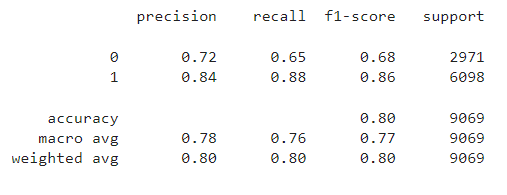 precision recall f1-score support
0 0.72 0.65 0.68 2971
1 0.84 0.88 0.86 6098
accuracy 0.80 9069
macro avg 0.78 0.76 0.77 9069
weighted avg 0.80 0.80 0.80 9069